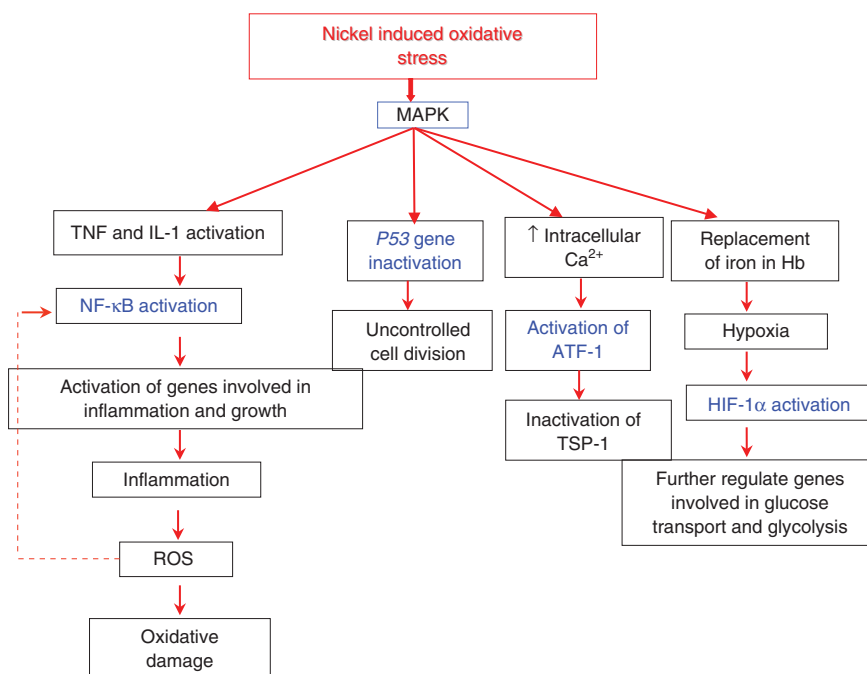 Nickel induced oxidative
stress
MAPK
TNF and IL-1 activation
NF-κB activation
Activation of genes involved in
inflammation and growth
Inflammation
ROS
Oxidative
damage
P53 gene
inactivation
Uncontrolled
cell division
↑ Intracellular
Ca²⁺
Activation of
ATF-1
Inactivation of
TSP-1
Replacement
of iron in Hb
Hypoxia
HIF-1α activation
Further regulate genes
involved in glucose
transport and glycolysis